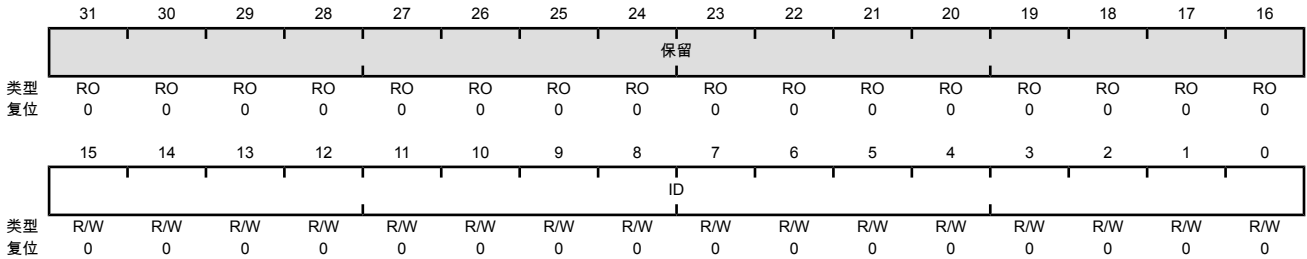 31 30 29 28 27 26 25 24 23 22 21 20 19 18 17 16
保留
类型 RO RO RO RO RO RO RO RO RO RO RO RO RO RO RO RO
复位 0 0 0 0 0 0 0 0 0 0 0 0 0 0 0 0
15 14 13 12 11 10 9 8 7 6 5 4 3 2 1 0
ID
类型 R/W R/W R/W R/W R/W R/W R/W R/W R/W R/W R/W R/W R/W R/W R/W R/W
复位 0 0 0 0 0 0 0 0 0 0 0 0 0 0 0 0